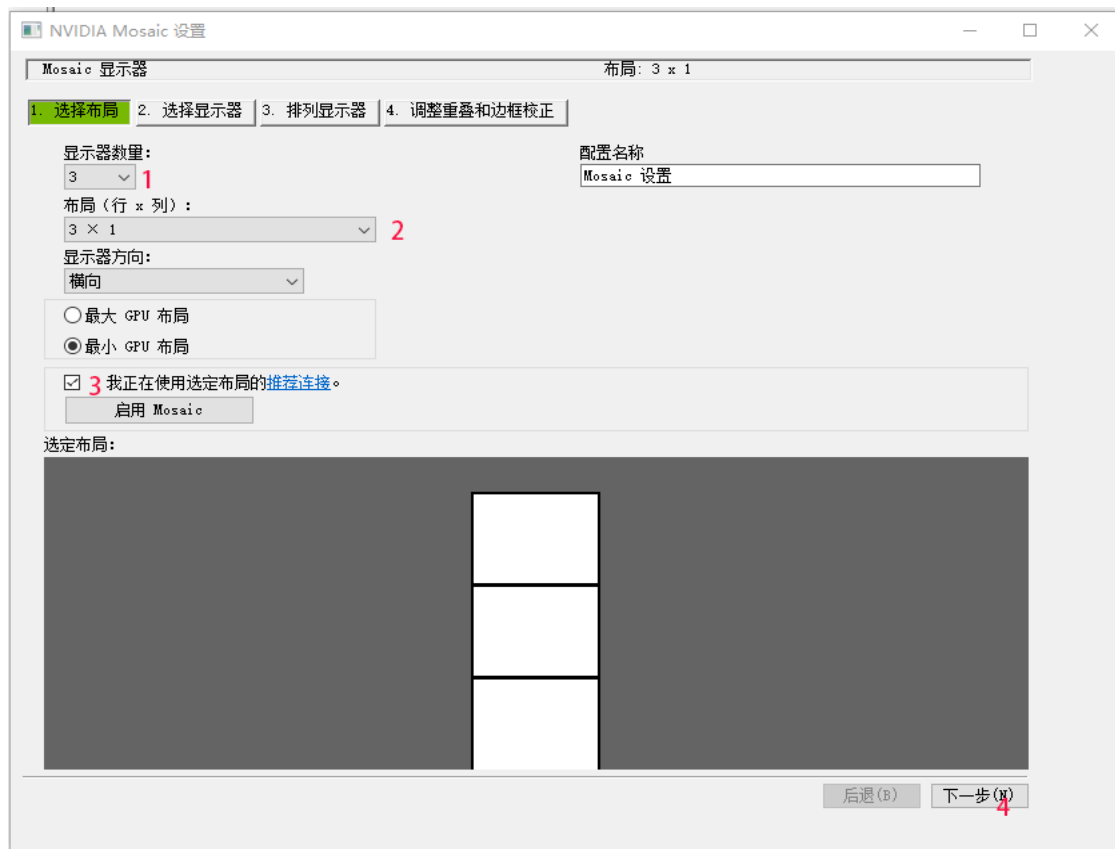 NVIDIA Mosaic 设置
Mosaic 显示器 布局: 3 x 1
1. 选择布局 2. 选择显示器 3. 排列显示器 4. 调整重叠和边框校正
显示器数量: 配置名称
3 1 Mosaic 设置
布局(行 x 列):
3 × 1 2
显示器方向:
横向
最大 GPU 布局
最小 GPU 布局
3 我正在使用选定布局的推荐连接。
启用 Mosaic
选定布局:
后退(B) 下一步(N)
4